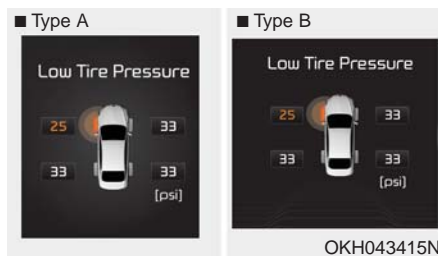 ■ Type A
Low Tire Pressure
25 33
33 33
[psi]
■ Type B
Low Tire Pressure
25 33
33 33
[psi]
OKH043415N